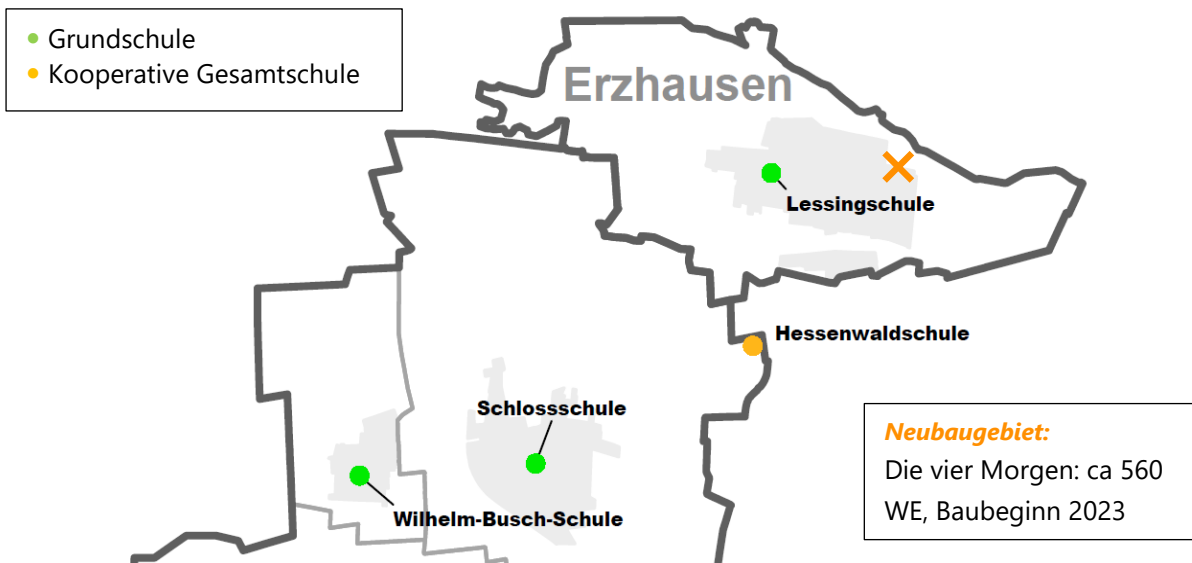 Grundschule
Kooperative Gesamtschule
Erzhausen
Lessingschule
Hessenwaldschule
Schlossschule
Wilhelm-Busch-Schule
Neubaugebiet:
Die vier Morgen: ca 560
WE, Baubeginn 2023